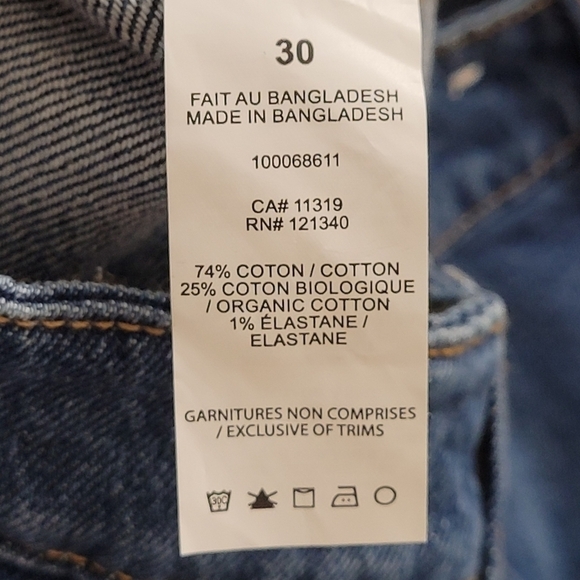 30
FAIT AU BANGLADESH
MADE IN BANGLADESH
100068611
CA# 11319
RN# 121340
74% COTON / COTTON
25% COTON BIOLOGIQUE
/ ORGANIC COTTON
1% ÉLASTANE /
ELASTANE
GARNITURES NON COMPRISES
/ EXCLUSIVE OF TRIMS